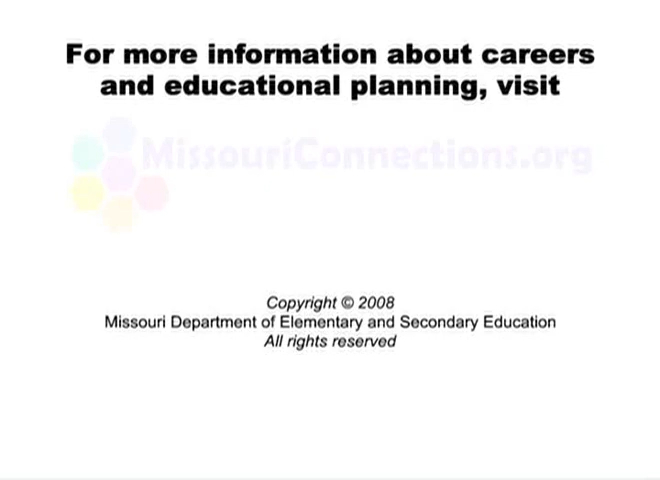 For more information about careers
and educational planning, visit
MissouriConnections.org
Copyright © 2008
Missouri Department of Elementary and Secondary Education
All rights reserved